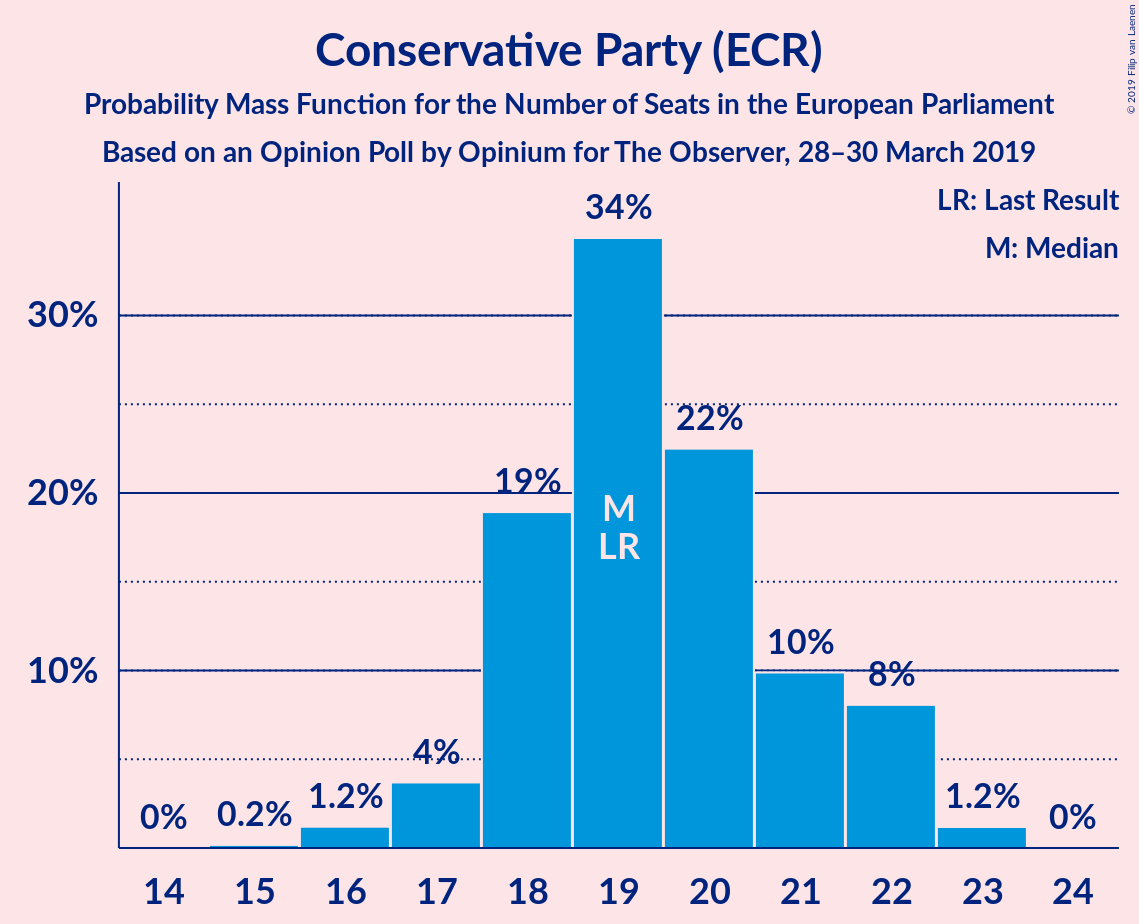 Conservative Party (ECR)
Probability Mass Function for the Number of Seats in the European Parliament
Based on an Opinion Poll by Opinium for The Observer, 28–30 March 2019
© 2019 Filip van Laenen
LR: Last Result
M: Median
30%
20%
10%
0%
0.2%
1.2%
4%
19%
34%
22%
10%
8%
1.2%
0%
M
LR
14 15 16 17 18 19 20 21 22 23 24